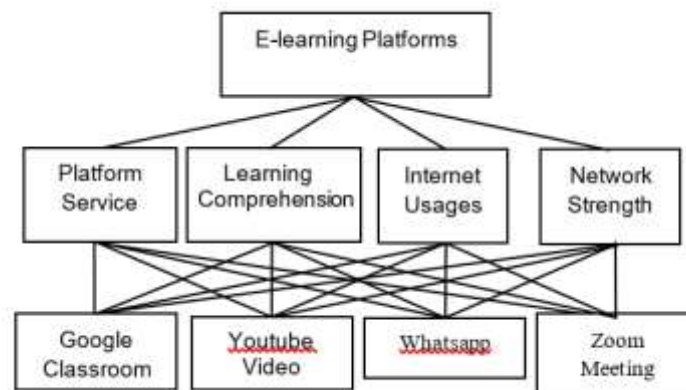 E-learning Platforms
Platform
Service
Learning
Comprehension
Internet
Usages
Network
Strength
Google
Classroom
Youtube
Video
Whatsapp
Zoom
Meeting